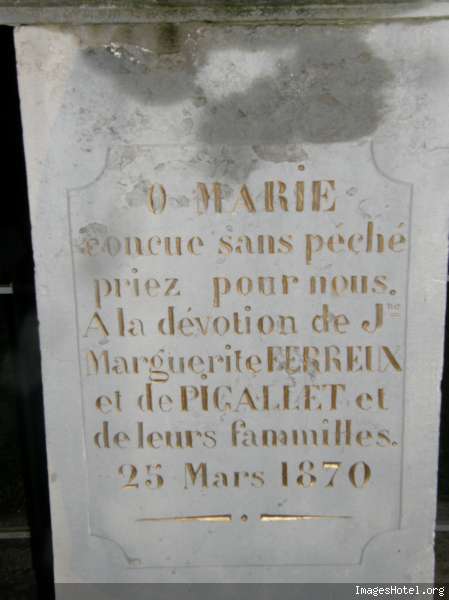 O MARIE
concue sans péché
priez pour nous.
A la dévotion de Jne
Marguerite FERREUX
et de PIGALLET et
de leurs fammilles.
25 Mars 1870
ImagesHotel.org